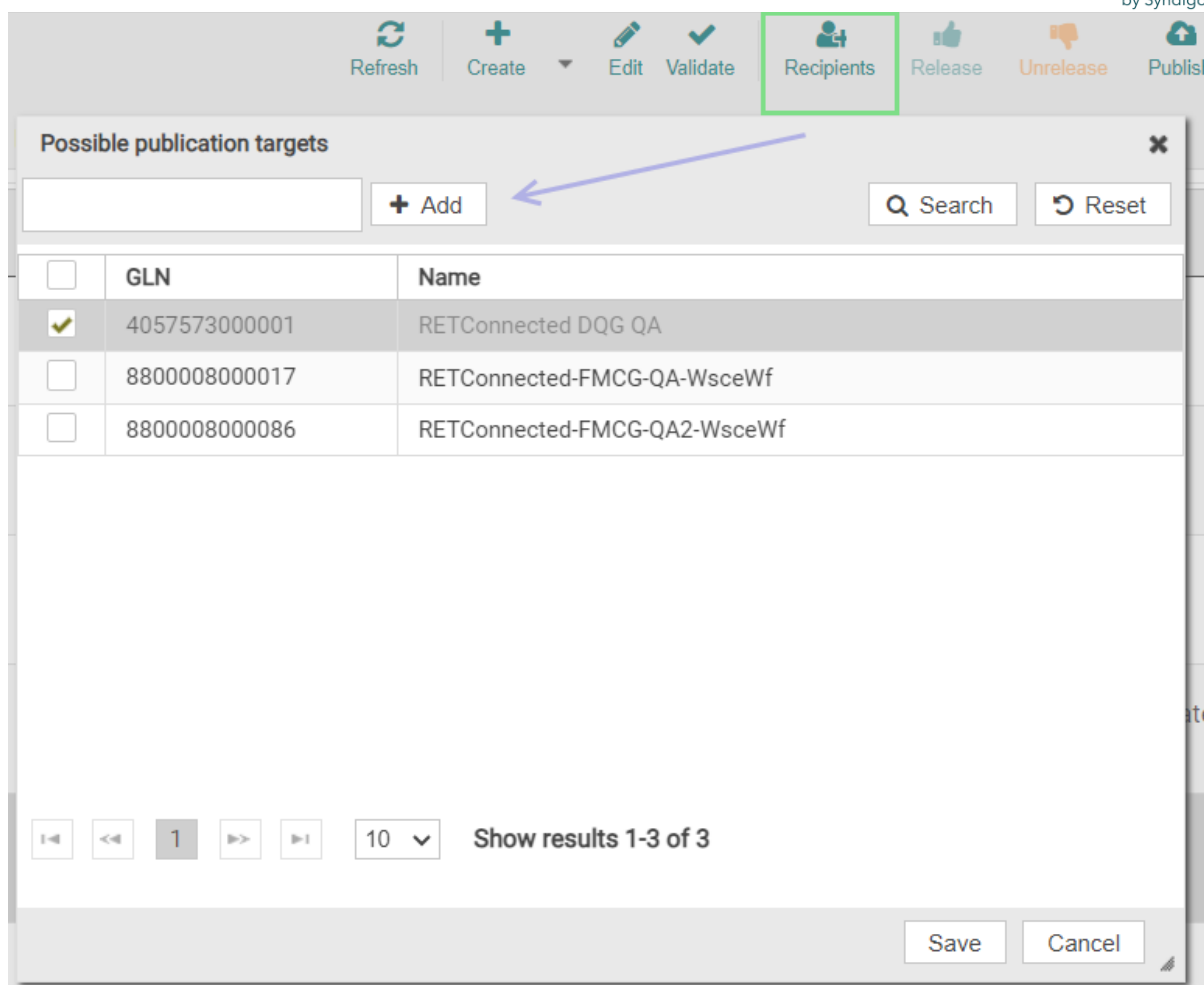 by Syndigo
Refresh Create Edit Validate Recipients Release Unrelease Publish
Possible publication targets
Add Search Reset
GLN Name
4057573000001 RETConnected DQG QA
8800008000017 RETConnected-FMCG-QA-WsceWf
8800008000086 RETConnected-FMCG-QA2-WsceWf
1 10 Show results 1-3 of 3
Save Cancel